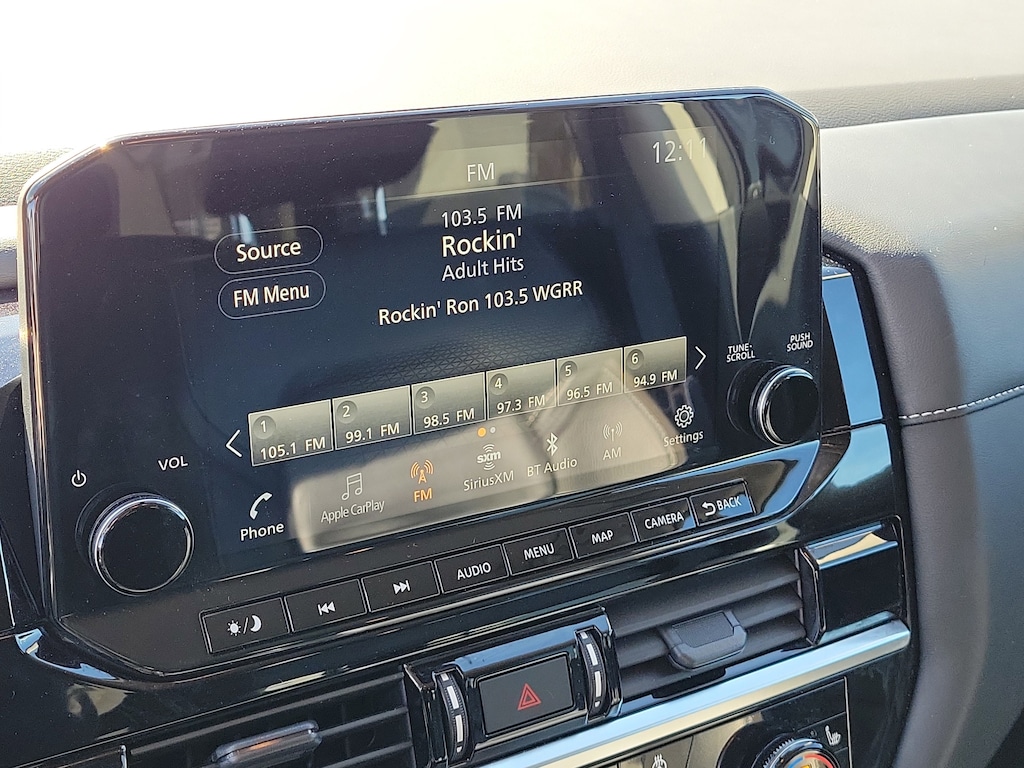 FM
12:11
103.5 FM
Rockin'
Adult Hits
Rockin' Ron 103.5 WGRR
Source
FM Menu
TUNE·
SCROLL
PUSH
SOUND
1
105.1 FM
2
99.1 FM
3
98.5 FM
4
97.3 FM
5
96.5 FM
6
94.9 FM
VOL
Phone
Apple CarPlay
FM
sxm
SiriusXM
BT Audio
AM
Settings
AUDIO
MENU
MAP
CAMERA
BACK